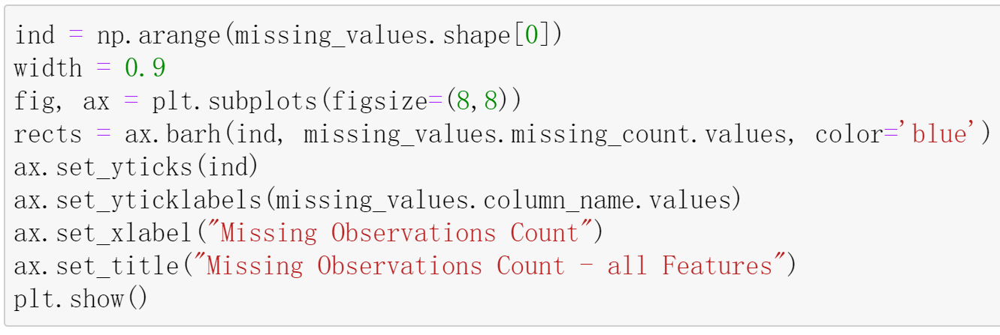 ind = np.arange(missing_values.shape[0])
width = 0.9
fig, ax = plt.subplots(figsize=(8,8))
rects = ax.barh(ind, missing_values.missing_count.values, color='blue')
ax.set_yticks(ind)
ax.set_yticklabels(missing_values.column_name.values)
ax.set_xlabel("Missing Observations Count")
ax.set_title("Missing Observations Count - all Features")
plt.show()